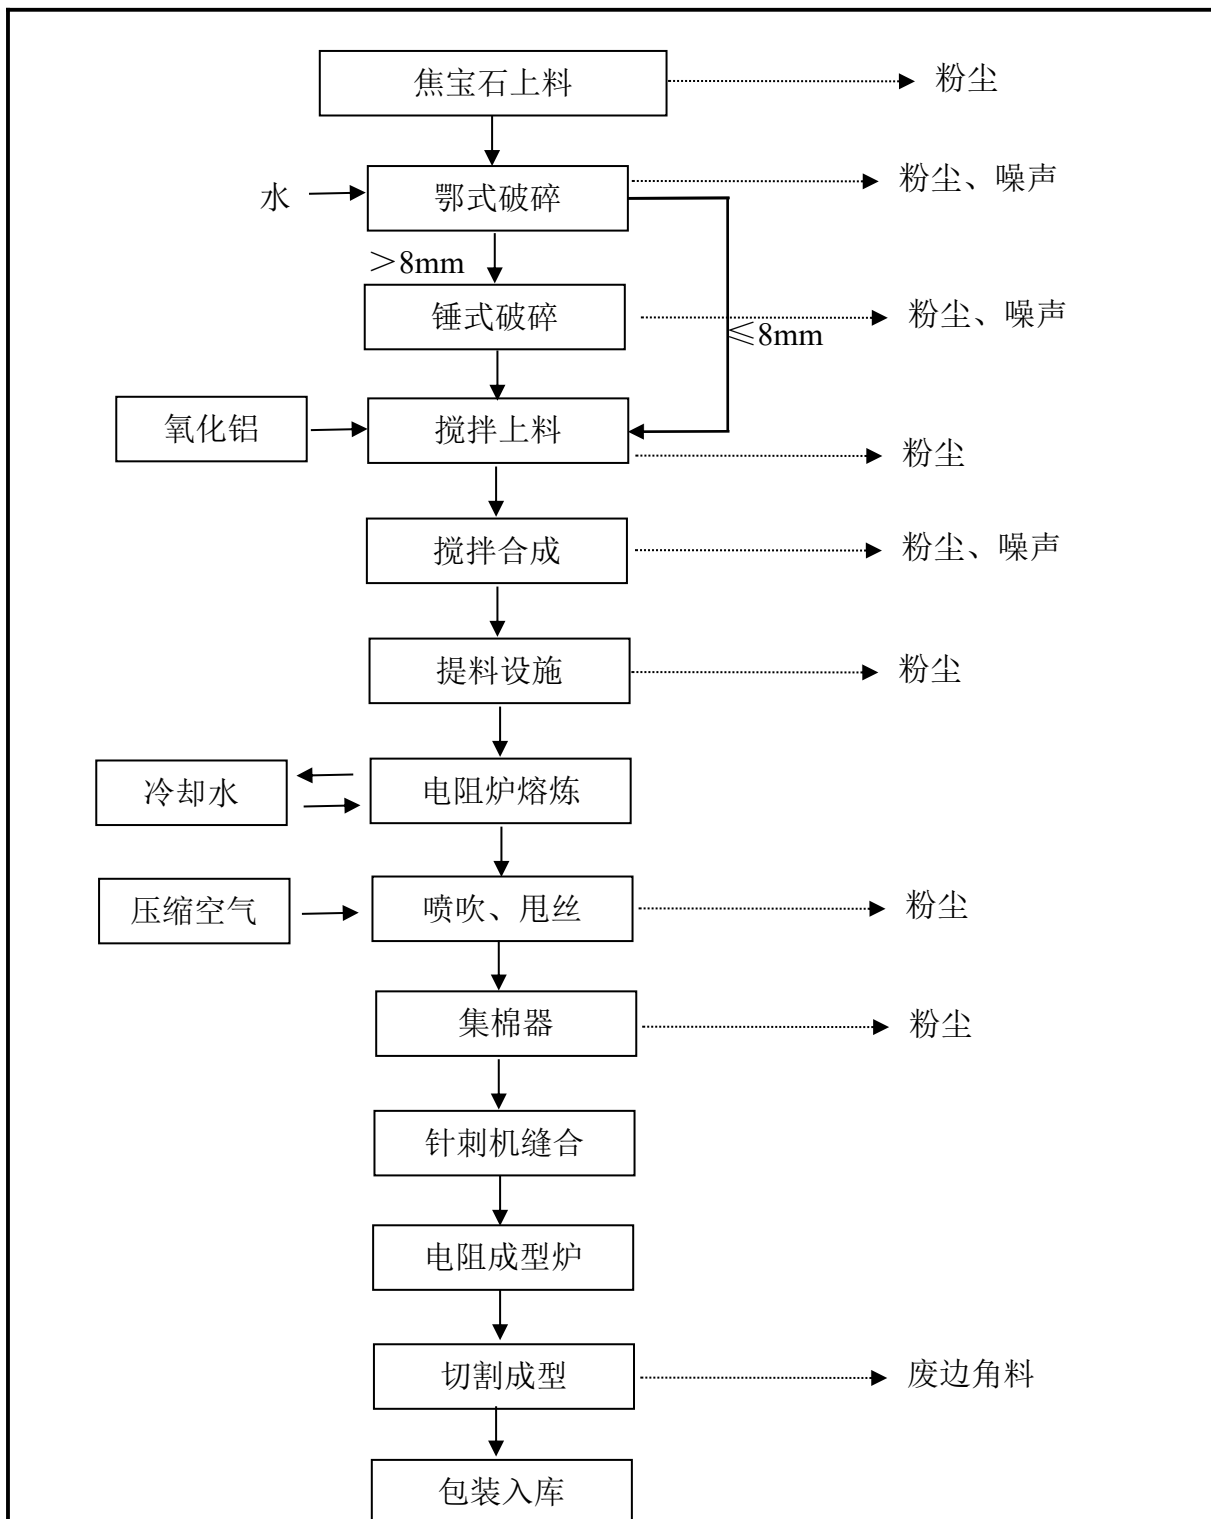 焦宝石上料
粉尘
水
鄂式破碎
粉尘、噪声
＞8mm
锤式破碎
粉尘、噪声
≤8mm
氧化铝
搅拌上料
粉尘
搅拌合成
粉尘、噪声
提料设施
粉尘
冷却水
电阻炉熔炼
压缩空气
喷吹、甩丝
粉尘
集棉器
粉尘
针刺机缝合
电阻成型炉
切割成型
废边角料
包装入库